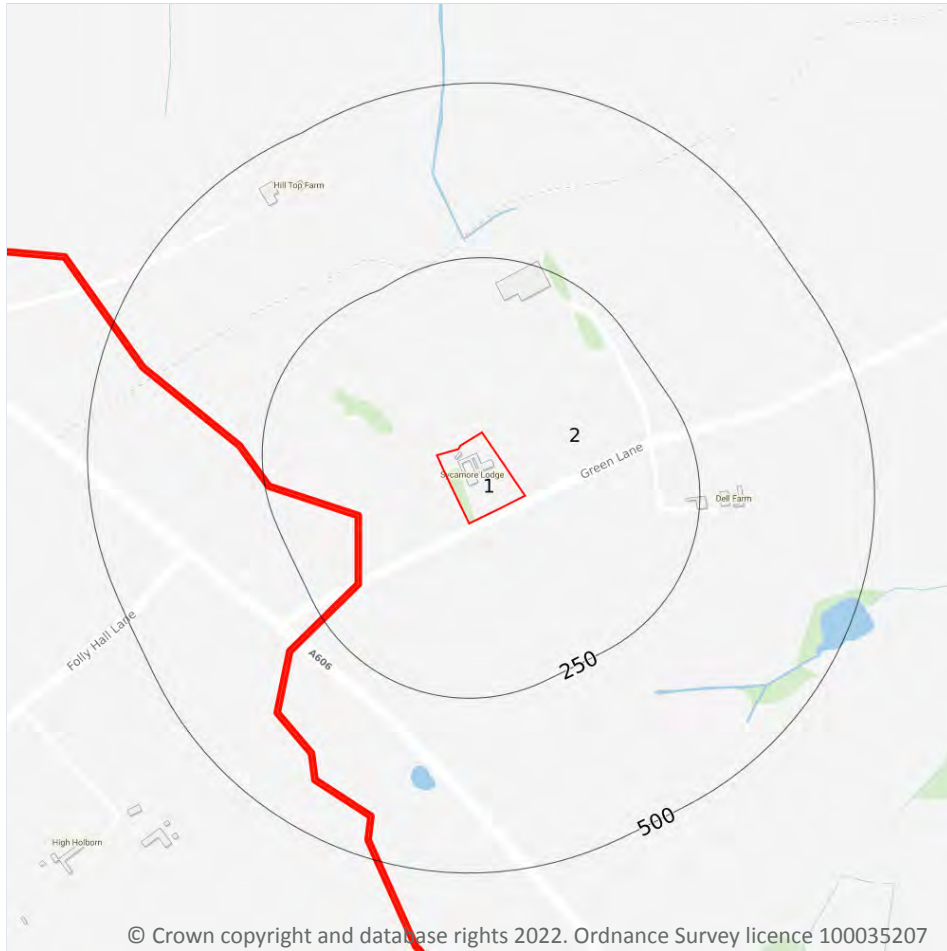 Hill Top Farm
2
Green Lane
Sycamore Lodge
1
Dell Farm
Folly Hall Lane
A606
250
500
High Holborn
© Crown copyright and database rights 2022. Ordnance Survey licence 100035207